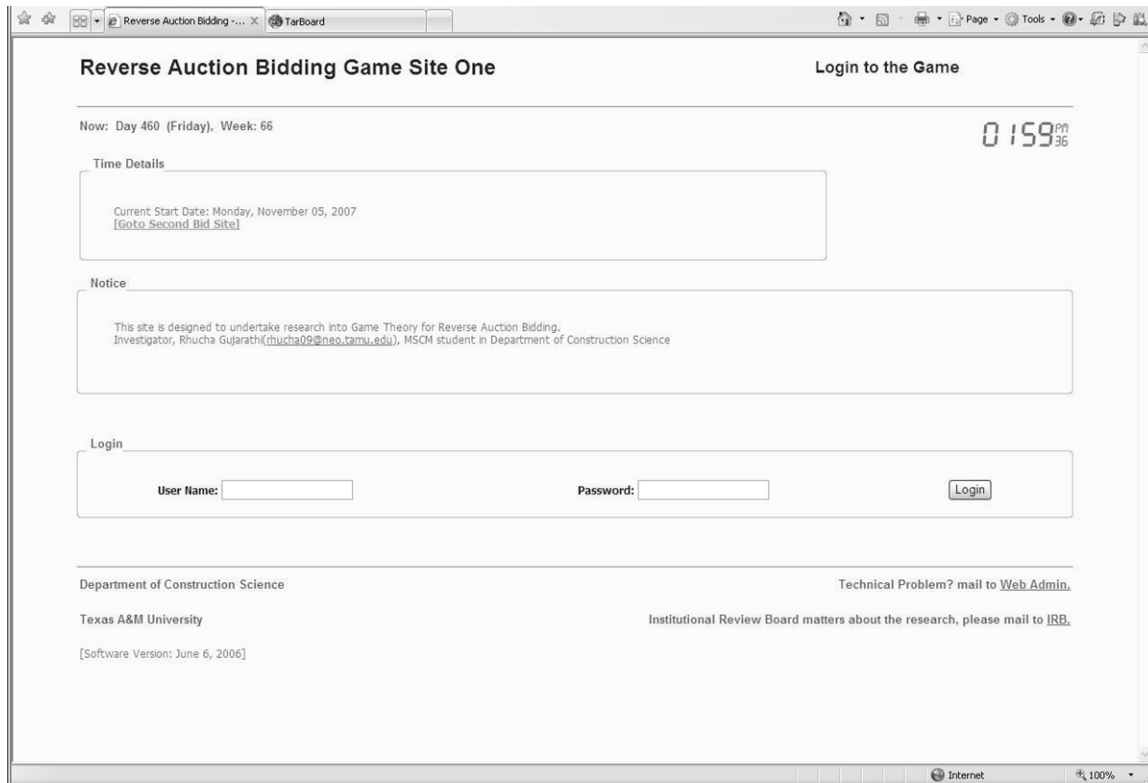 Reverse Auction Bidding -... X TarBoard Page Tools
Reverse Auction Bidding Game Site One Login to the Game
Now: Day 460 (Friday), Week: 66 01:59 PM 36
Time Details
Current Start Date: Monday, November 05, 2007
[Goto Second Bid Site]
Notice
This site is designed to undertake research into Game Theory for Reverse Auction Bidding.
Investigator, Rhucha Gujarathi(rhucha09@neo.tamu.edu), MSCM student in Department of Construction Science
Login
User Name: Password: Login
Department of Construction Science Technical Problem? mail to Web Admin.
Texas A&M University Institutional Review Board matters about the research, please mail to IRB.
[Software Version: June 6, 2006]
Internet 100%